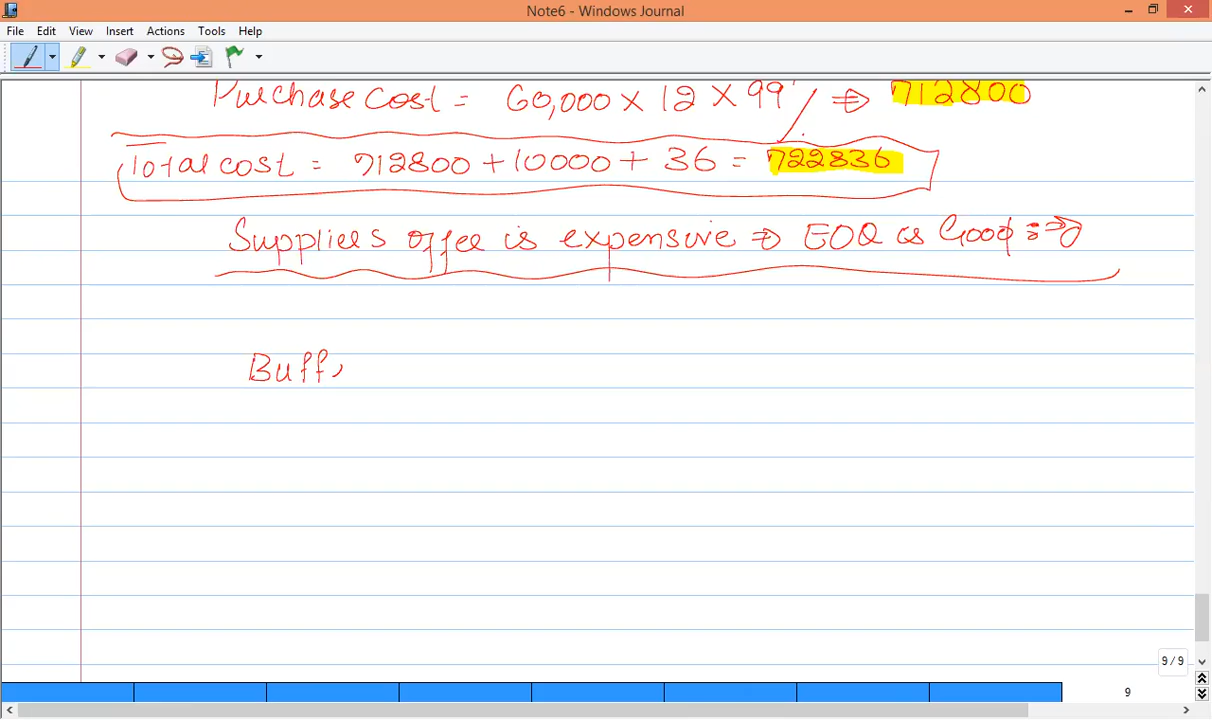 Note6 - Windows Journal
File Edit View Insert Actions Tools Help
Purchase Cost = 60,000 X 12 X 99% ⇒ 712800
Total cost = 712800 + 10000 + 36 = 722836
Suppliers offer is expensive ⇒ EOQ is Good
Buff
9 / 9
9